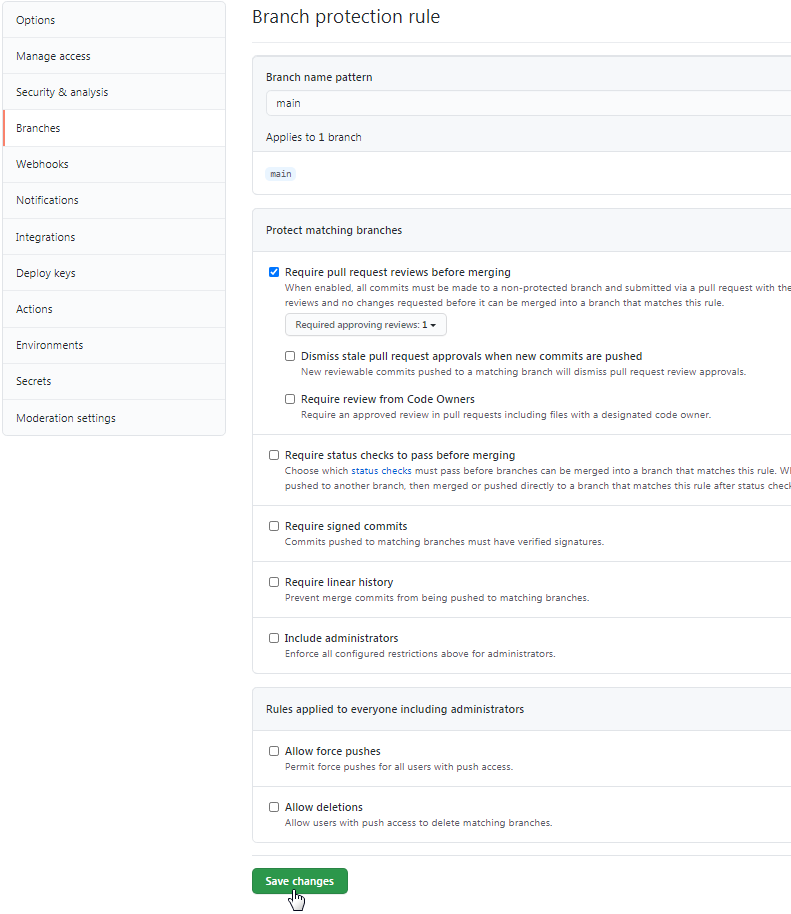 Options
Manage access
Security & analysis
Branches
Webhooks
Notifications
Integrations
Deploy keys
Actions
Environments
Secrets
Moderation settings
Branch protection rule
Branch name pattern
main
Applies to 1 branch
main
Protect matching branches
Require pull request reviews before merging
When enabled, all commits must be made to a non-protected branch and submitted via a pull request with the
reviews and no changes requested before it can be merged into a branch that matches this rule.
Required approving reviews: 1
Dismiss stale pull request approvals when new commits are pushed
New reviewable commits pushed to a matching branch will dismiss pull request review approvals.
Require review from Code Owners
Require an approved review in pull requests including files with a designated code owner.
Require status checks to pass before merging
Choose which status checks must pass before branches can be merged into a branch that matches this rule.
pushed to another branch, then merged or pushed directly to a branch that matches this rule after status
Require signed commits
Commits pushed to matching branches must have verified signatures.
Require linear history
Prevent merge commits from being pushed to matching branches.
Include administrators
Enforce all configured restrictions above for administrators.
Rules applied to everyone including administrators
Allow force pushes
Permit force pushes for all users with push access.
Allow deletions
Allow users with push access to delete matching branches.
Save changes